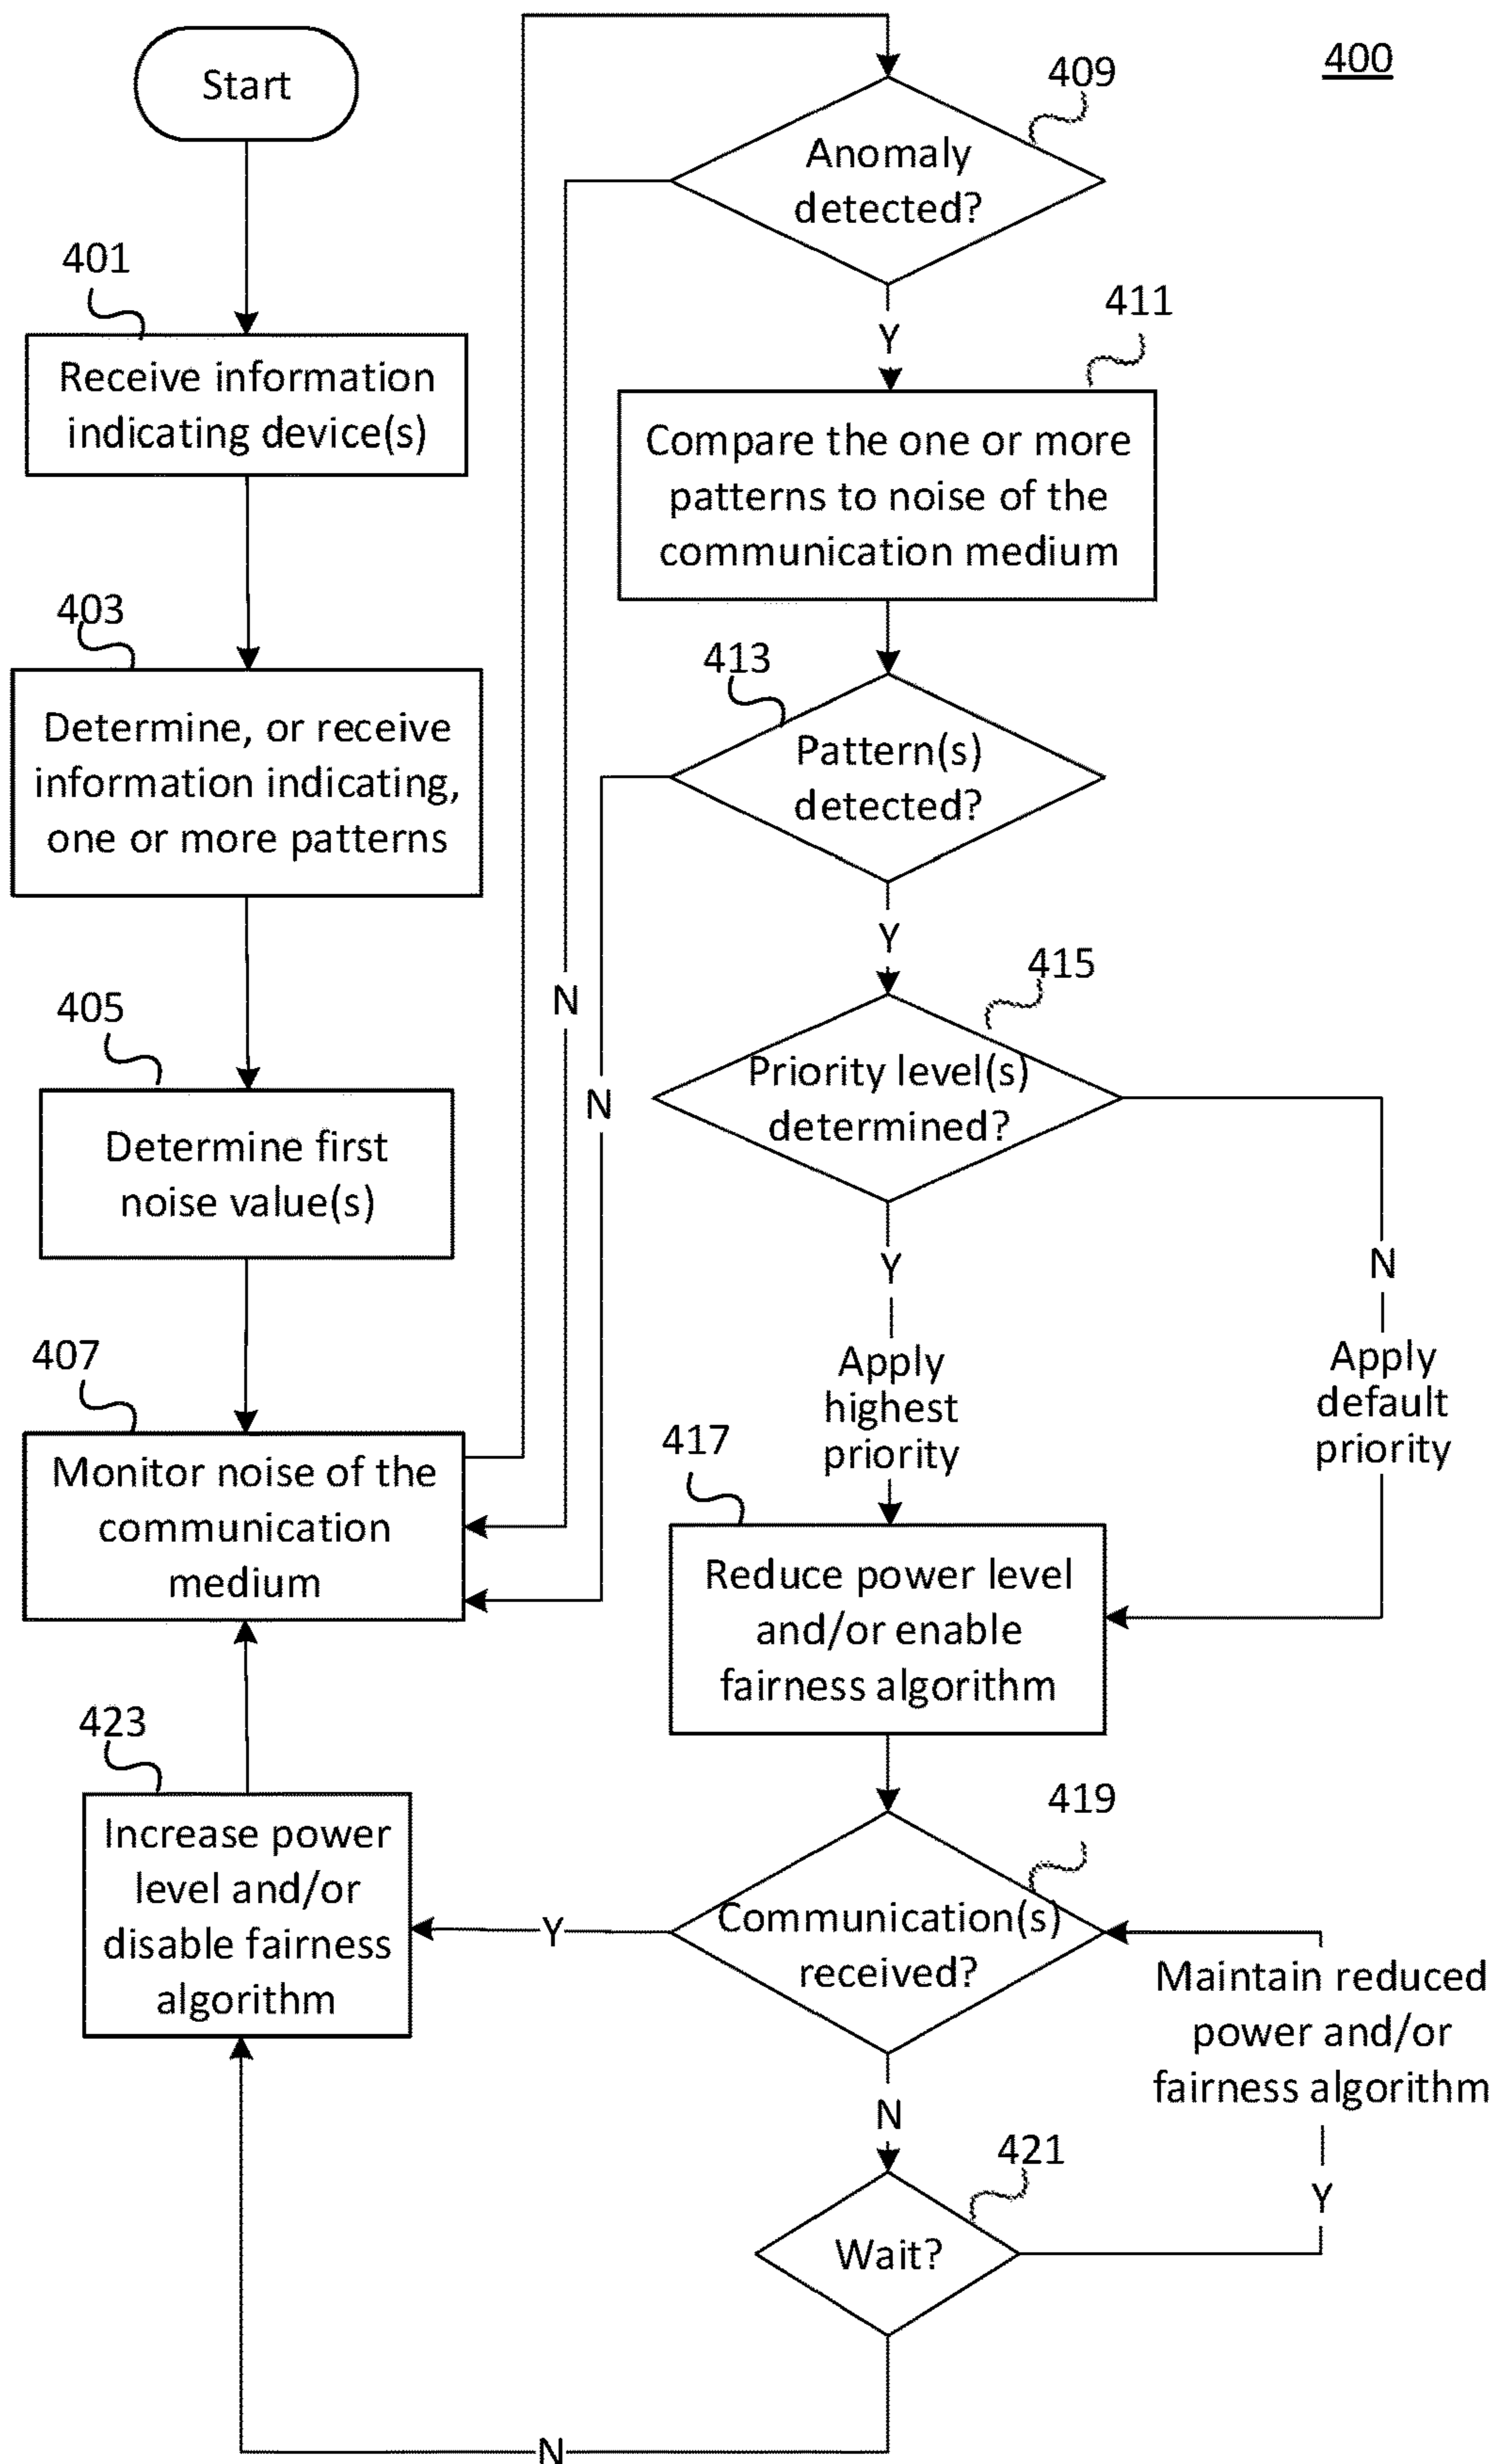 400
Start
401
Receive information
indicating device(s)
403
Determine, or receive
information indicating,
one or more patterns
405
Determine first
noise value(s)
407
Monitor noise of the
communication
medium
409
Anomaly
detected?
N
Y
411
Compare the one or more
patterns to noise of the
communication medium
413
Pattern(s)
detected?
N
Y
415
Priority level(s)
determined?
Y
Apply
highest
priority
N
Apply
default
priority
417
Reduce power level
and/or enable
fairness algorithm
419
Communication(s)
received?
Y
N
421
Wait?
Y
Maintain reduced
power and/or
fairness algorithm
N
423
Increase power
level and/or
disable fairness
algorithm